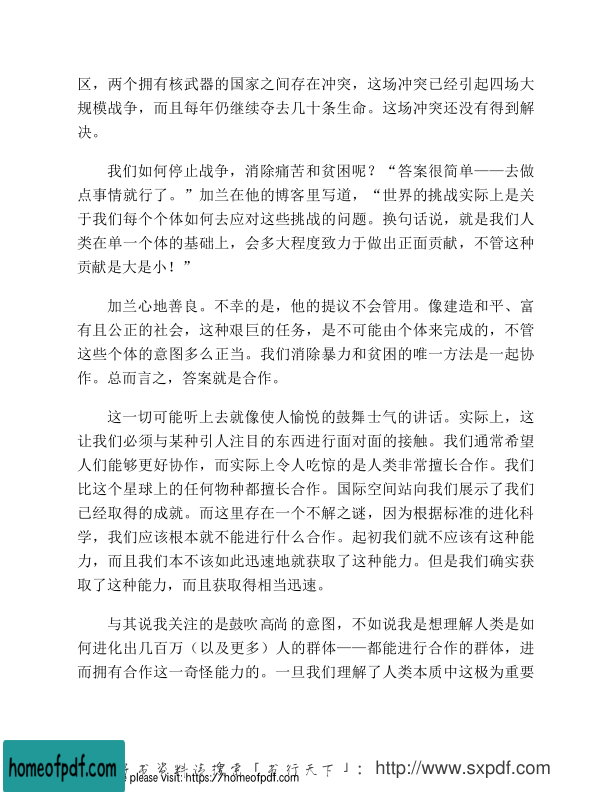 区，两个拥有核武器的国家之间存在冲突，这场冲突已经引起四场大
规模战争，而且每年仍继续夺去几十条生命。这场冲突还没有得到解
决。
我们如何停止战争，消除痛苦和贫困呢？“答案很简单——去做
点事情就行了。”加兰在他的博客里写道，“世界的挑战实际上是关
于我们每个个体如何去应对这些挑战的问题。换句话说，就是我们人
类在单一个体的基础上，会多大程度致力于做出正面贡献，不管这种
贡献是大是小！”
加兰心地善良。不幸的是，他的提议不会管用。像建造和平、富
有且公正的社会，这种艰巨的任务，是不可能由个体来完成的，不管
这些个体的意图多么正当。我们消除暴力和贫困的唯一方法是一起协
作。总而言之，答案就是合作。
这一切可能听上去就像使人愉悦的鼓舞士气的讲话。实际上，这
让我们必须与某种引人注目的东西进行面对面的接触。我们通常希望
人们能够更好协作，而实际上令人吃惊的是人类非常擅长合作。我们
比这个星球上的任何物种都擅长合作。国际空间站向我们展示了我们
已经取得的成就。而这里存在一个不解之谜，因为根据标准的进化科
学，我们应该根本就不能进行什么合作。起初我们就不应该有这种能
力，而且我们本不该如此迅速地就获取了这种能力。但是我们确实获
取了这种能力，而且获取得相当迅速。
与其说我关注的是鼓吹高尚的意图，不如说我是想理解人类是如
何进化出几百万（以及更多）人的群体——都能进行合作的群体，进
而拥有合作这一奇怪能力的。一旦我们理解了人类本质中这极为重要
书资料请搜索「书行天下」：http://www.sxpdf.com
please visit: https://homeofpdf.com
homeofpdf.com